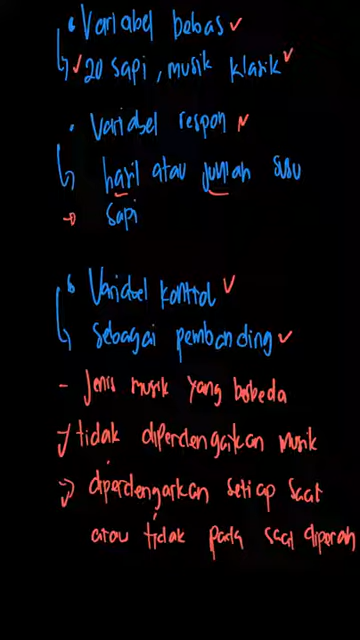 Variabel bebas
20 sapi, musik klasik
Variabel respon
hasil atau jumlah susu
sapi
Variabel kontrol
sebagai pembanding
- Jenis musik yang berbeda
tidak diperdengarkan musik
diperdengarkan setiap saat
atau tidak pada saat diperah